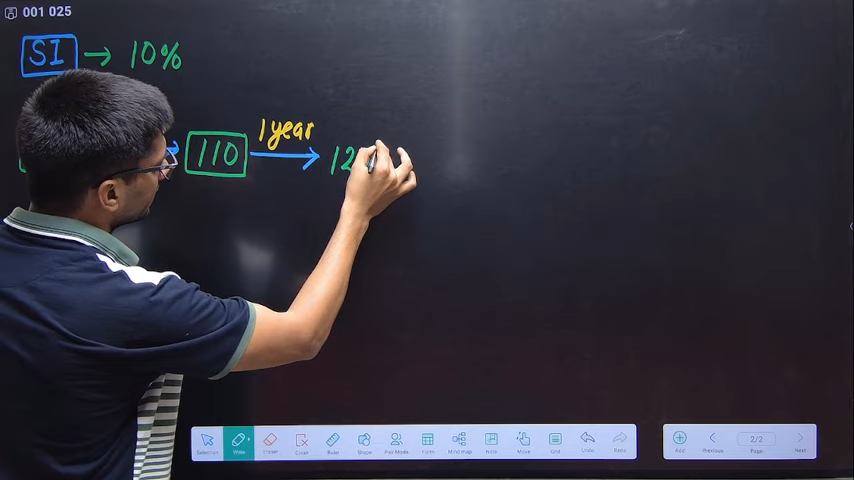 001 025
SI → 10%
1 year
→ 110 → 12
Selection Write Eraser Clean Ruler Shape Pair Mode Form Mind map Note Move Grid Undo Redo
Add Previous 2/2 Page Next